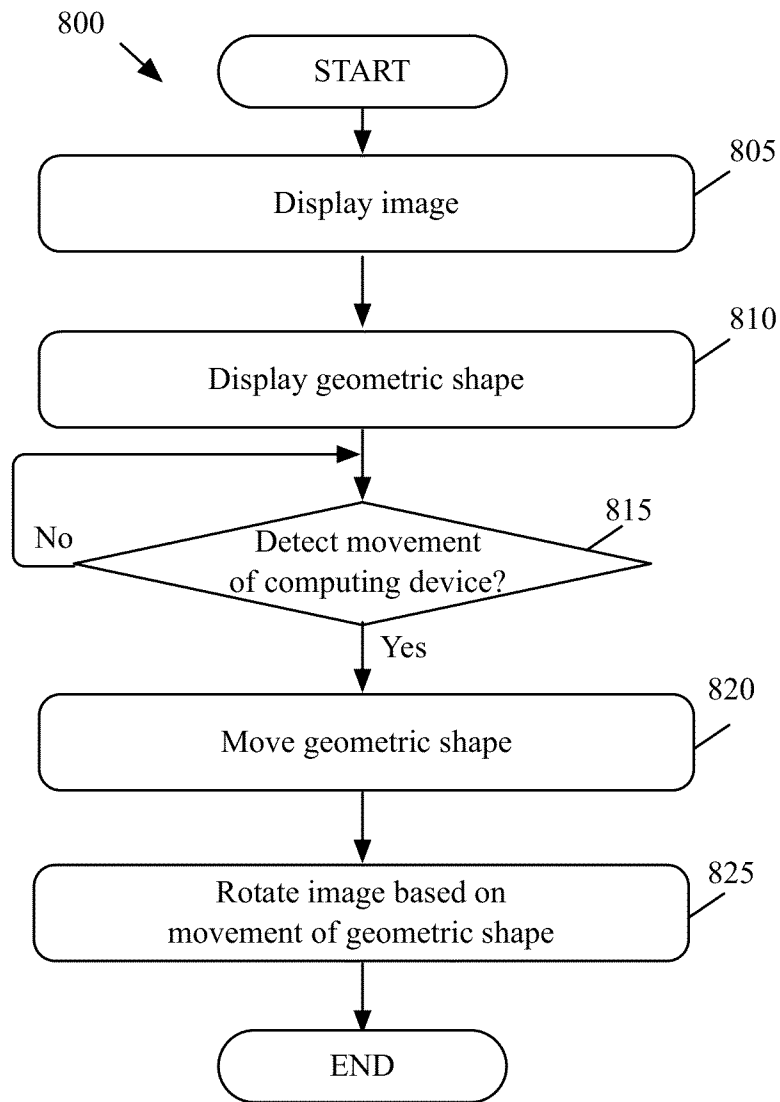 800
START
805
Display image
810
Display geometric shape
815
No
Detect movement
of computing device?
Yes
820
Move geometric shape
825
Rotate image based on
movement of geometric shape
END